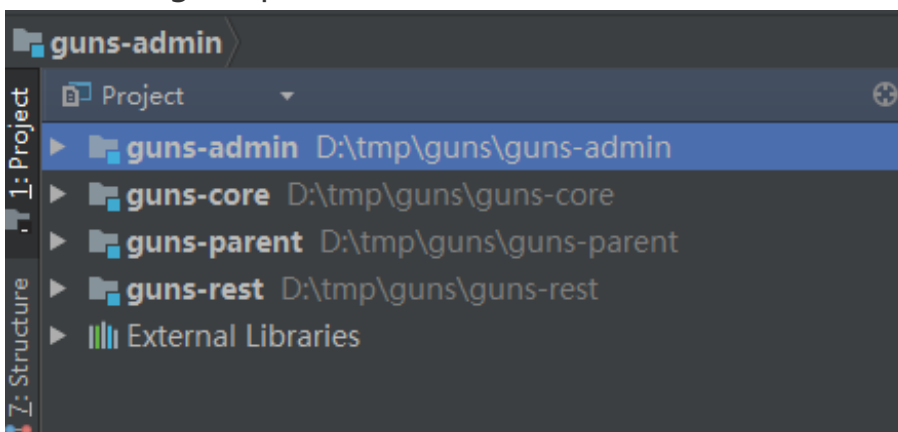 guns-admin
Project
guns-admin D:\tmp\guns\guns-admin
guns-core D:\tmp\guns\guns-core
guns-parent D:\tmp\guns\guns-parent
guns-rest D:\tmp\guns\guns-rest
External Libraries
1: Project
7: Structure